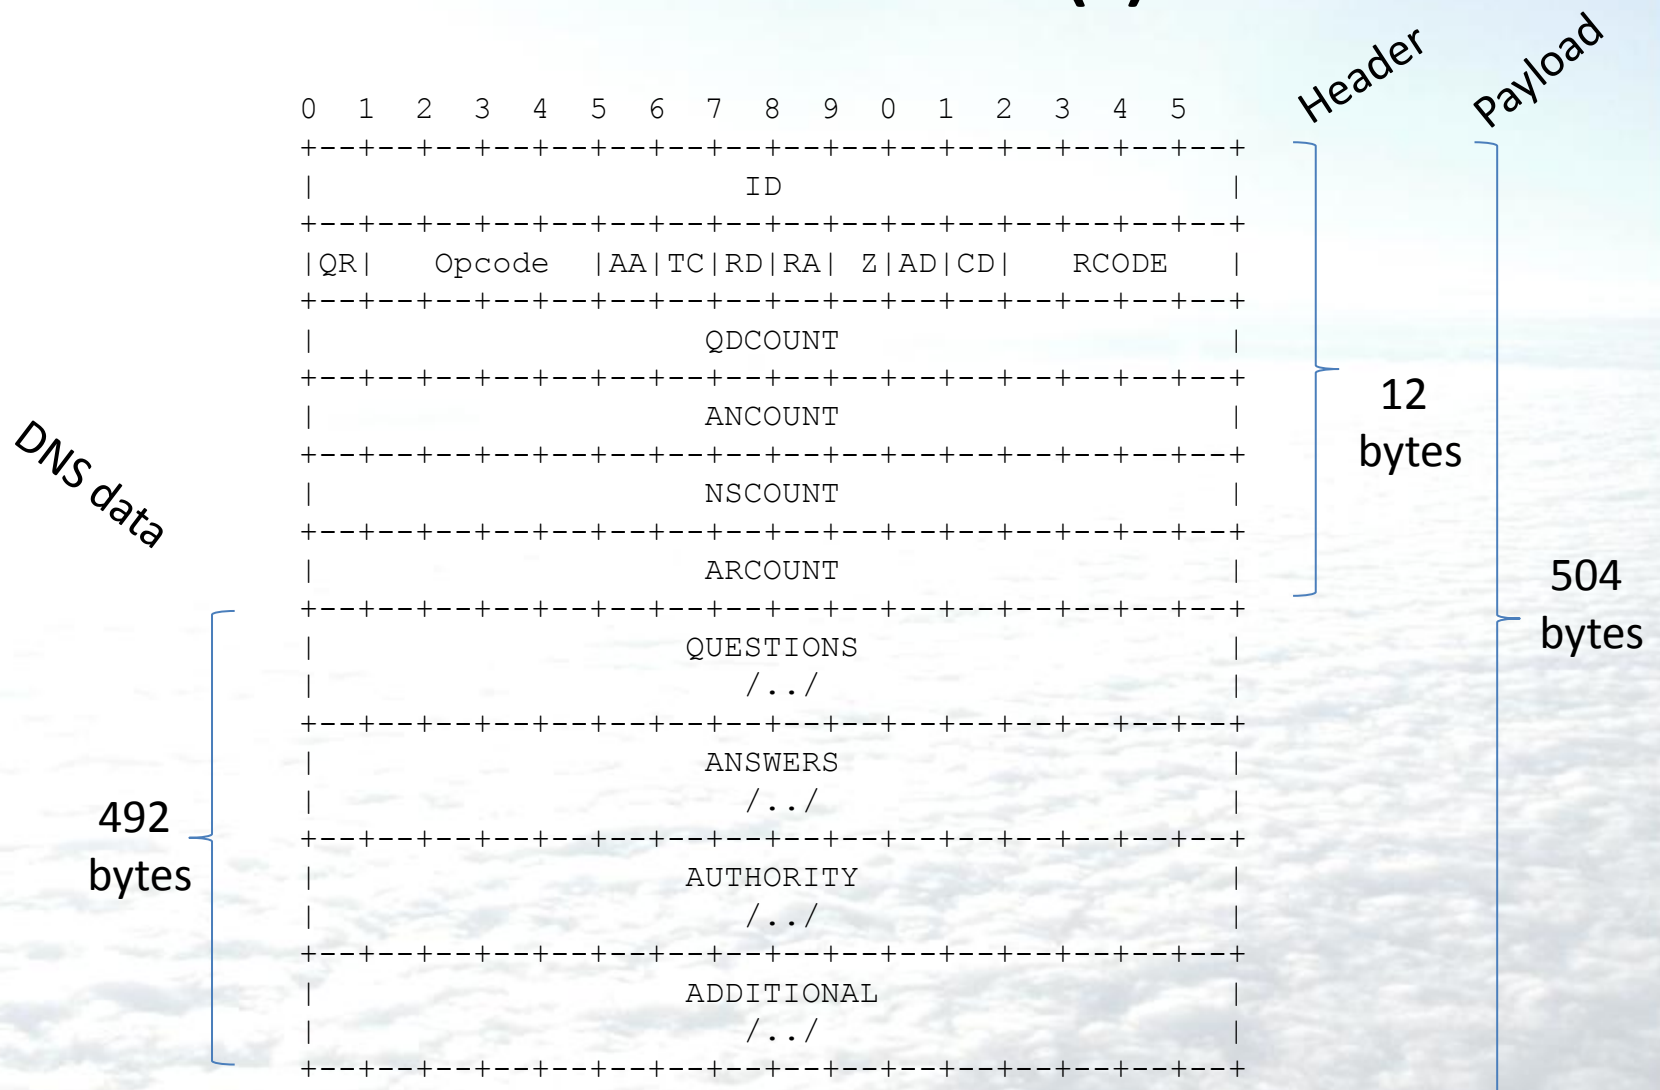 Header
Payload
0 1 2 3 4 5 6 7 8 9 0 1 2 3 4 5
+--+--+--+--+--+--+--+--+--+--+--+--+--+--+--+--+
| ID |
+--+--+--+--+--+--+--+--+--+--+--+--+--+--+--+--+
|QR| Opcode |AA|TC|RD|RA| Z|AD|CD| RCODE |
+--+--+--+--+--+--+--+--+--+--+--+--+--+--+--+--+
| QDCOUNT |
+--+--+--+--+--+--+--+--+--+--+--+--+--+--+--+--+
| ANCOUNT |
+--+--+--+--+--+--+--+--+--+--+--+--+--+--+--+--+
| NSCOUNT |
+--+--+--+--+--+--+--+--+--+--+--+--+--+--+--+--+
| ARCOUNT |
+--+--+--+--+--+--+--+--+--+--+--+--+--+--+--+--+
| QUESTIONS |
| /../ |
+--+--+--+--+--+--+--+--+--+--+--+--+--+--+--+--+
| ANSWERS |
| /../ |
+--+--+--+--+--+--+--+--+--+--+--+--+--+--+--+--+
| AUTHORITY |
| /../ |
+--+--+--+--+--+--+--+--+--+--+--+--+--+--+--+--+
| ADDITIONAL |
| /../ |
+--+--+--+--+--+--+--+--+--+--+--+--+--+--+--+--+
12
bytes
504
bytes
DNS data
492
bytes